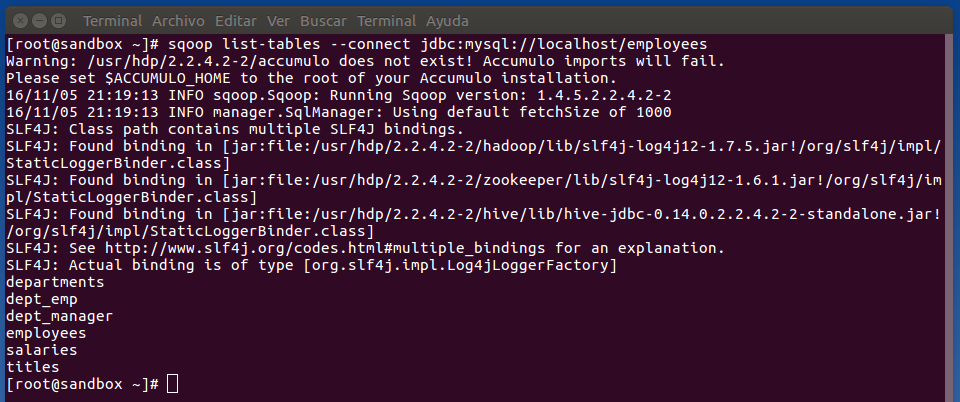 Terminal Archivo Editar Ver Buscar Terminal Ayuda
[root@sandbox ~]# sqoop list-tables --connect jdbc:mysql://localhost/employees
Warning: /usr/hdp/2.2.4.2-2/accumulo does not exist! Accumulo imports will fail.
Please set $ACCUMULO_HOME to the root of your Accumulo installation.
16/11/05 21:19:13 INFO sqoop.Sqoop: Running Sqoop version: 1.4.5.2.2.4.2-2
16/11/05 21:19:13 INFO manager.SqlManager: Using default fetchSize of 1000
SLF4J: Class path contains multiple SLF4J bindings.
SLF4J: Found binding in [jar:file:/usr/hdp/2.2.4.2-2/hadoop/lib/slf4j-log4j12-1.7.5.jar!/org/slf4j/impl/
StaticLoggerBinder.class]
SLF4J: Found binding in [jar:file:/usr/hdp/2.2.4.2-2/zookeeper/lib/slf4j-log4j12-1.6.1.jar!/org/slf4j/im
pl/StaticLoggerBinder.class]
SLF4J: Found binding in [jar:file:/usr/hdp/2.2.4.2-2/hive/lib/hive-jdbc-0.14.0.2.2.4.2-2-standalone.jar!
/org/slf4j/impl/StaticLoggerBinder.class]
SLF4J: See http://www.slf4j.org/codes.html#multiple_bindings for an explanation.
SLF4J: Actual binding is of type [org.slf4j.impl.Log4jLoggerFactory]
departments
dept_emp
dept_manager
employees
salaries
titles
[root@sandbox ~]#